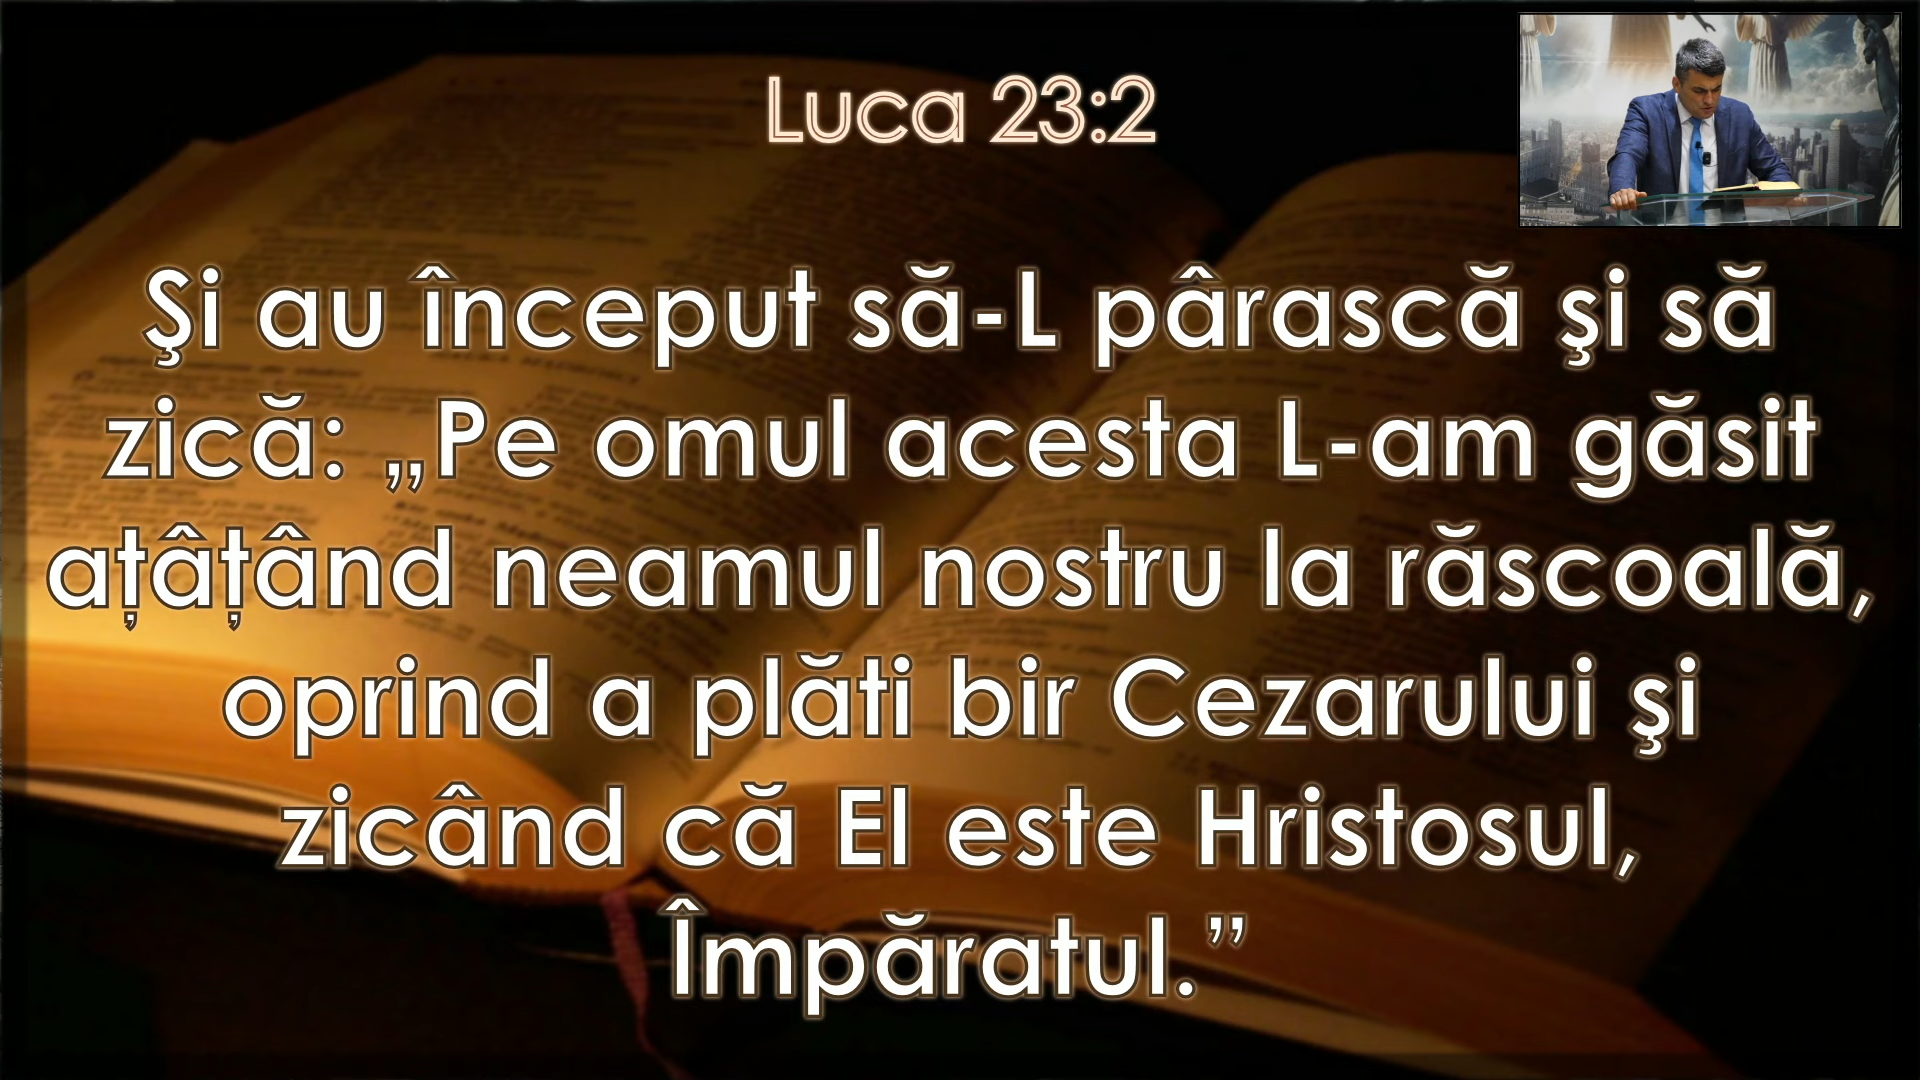 Luca 23:2
Şi au început să-L pârască şi să
zică: „Pe omul acesta L-am găsit
aţâţând neamul nostru la răscoală,
oprind a plăti bir Cezarului şi
zicând că El este Hristosul,
Împăratul.”